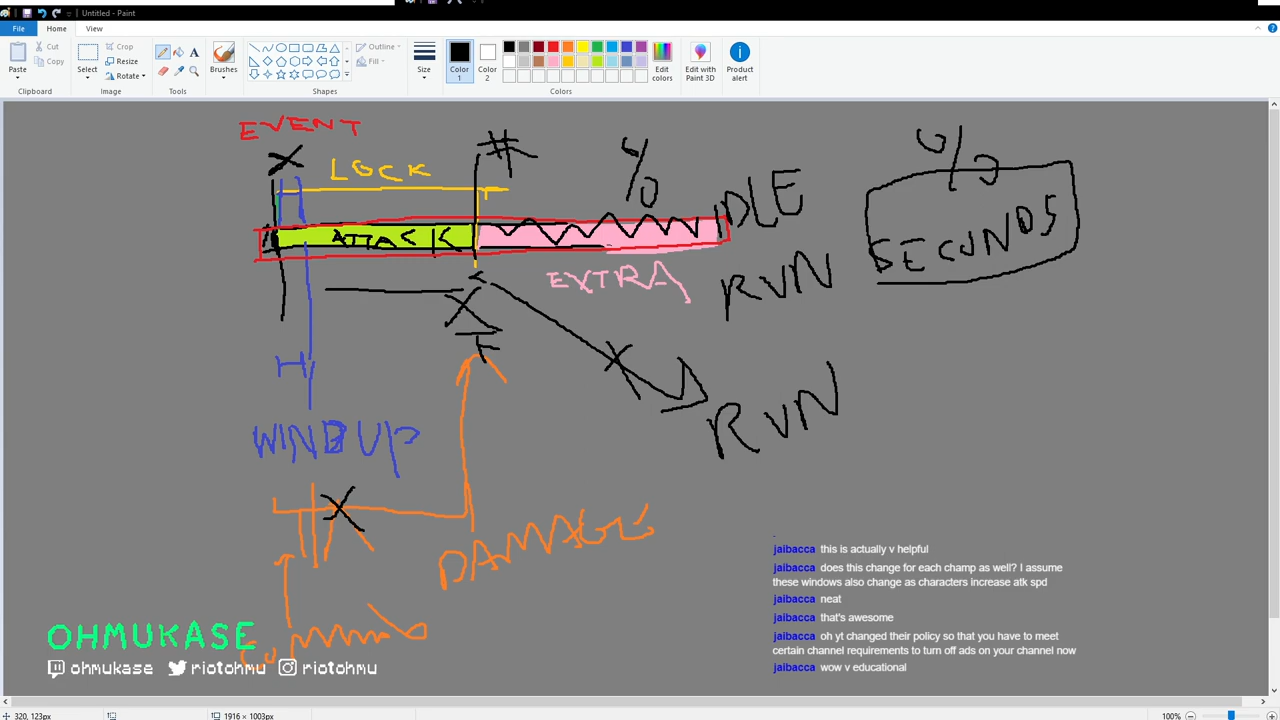 Untitled - Paint
File Home View
Paste Cut Copy Clipboard
Select Crop Resize Rotate Image
Tools
Brushes
Outline Fill Shapes
Size
Color 1 Color 2 Edit colors Colors
Edit with Paint 3D Product alert
EVENT
X
LOCK
#
%
%
ATTACK
IDLE
SECONDS
EXTRA
RUN
H
RUN
WINDUP
X
DAMAGE
OHMUKASE
ohmukase riotohmu riotohmu
jaibacca this is actually v helpful
jaibacca does this change for each champ as well? I assume
these windows also change as characters increase atk spd
jaibacca neat
jaibacca that's awesome
jaibacca oh yt changed their policy so that you have to meet
certain channel requirements to turn off ads on your channel now
jaibacca wow v educational
320, 123px 1916 × 1003px 100%